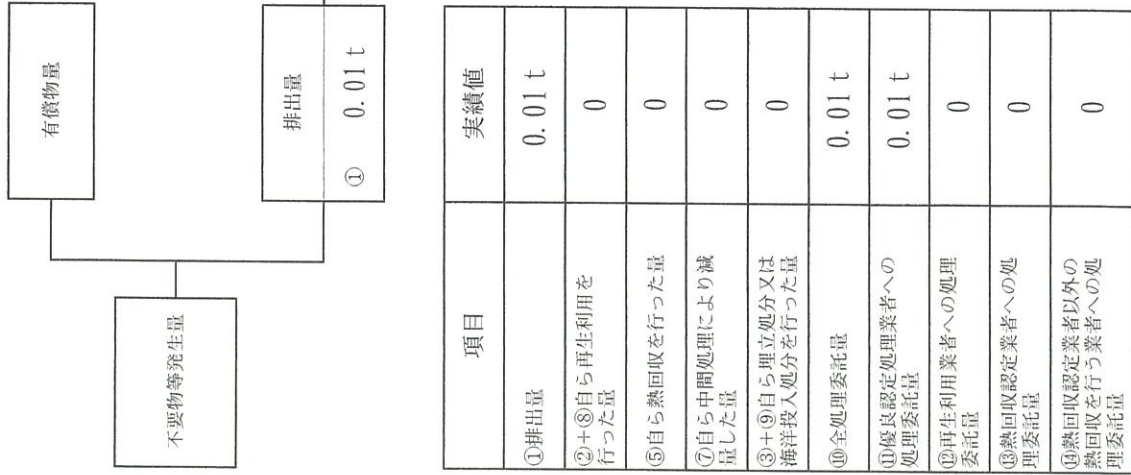 不要物等発生量
有償物量
排出量
① 0.01 t
項目
実績値
①排出量
0.01 t
②+⑧自ら再生利用を
行った量
0
⑤自ら熱回収を行った量
0
⑦自ら中間処理により減
量した量
0
③+⑨自ら埋立処分又は
海洋投入処分を行った量
0
⑩全処理委託量
0.01 t
⑪優良認定処理業者への
処理委託量
0.01 t
⑫再生利用業者への処理
委託量
0
⑬熱回収認定業者への処
理委託量
0
⑭熱回収認定業者以外の
熱回収を行う業者への処
理委託量
0